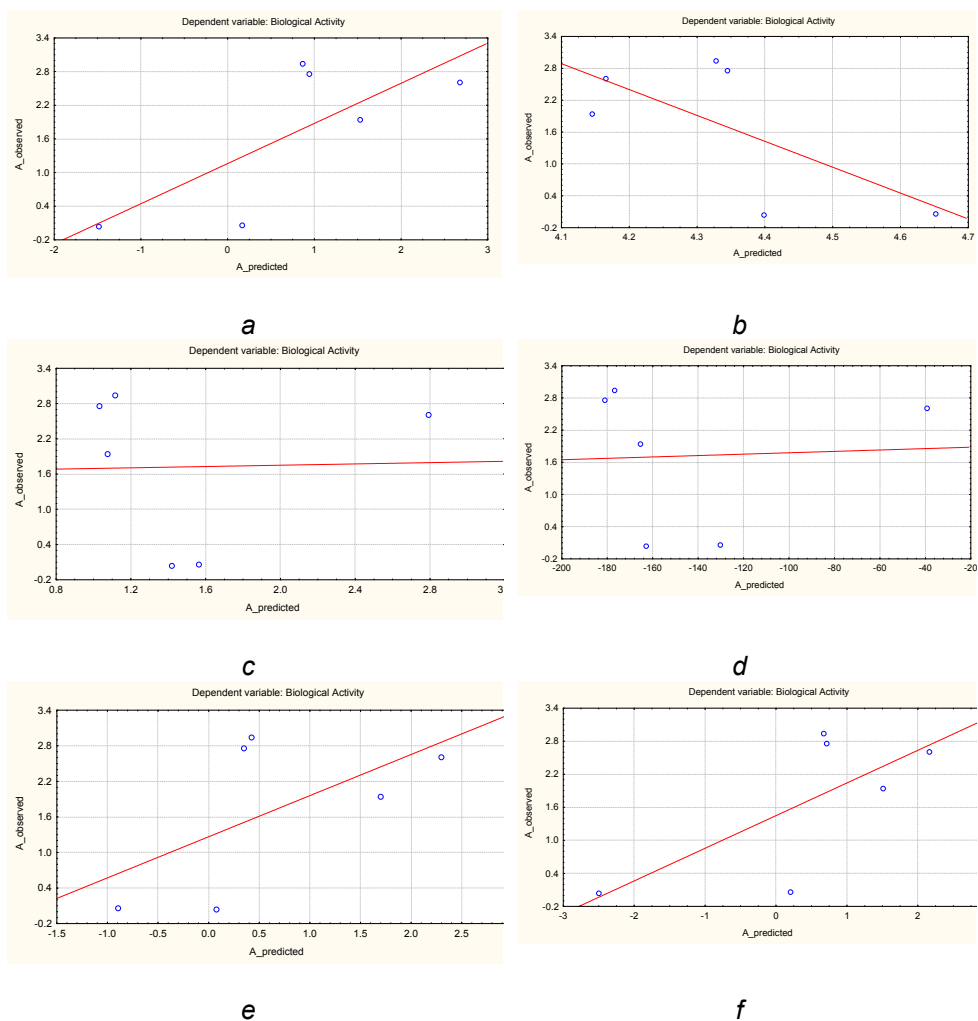 Dependent variable: Biological Activity
3.4
2.8
2.2
1.6
1.0
0.4
-0.2
A_observed
-2 -1 0 1 2 3
A_predicted
a
Dependent variable: Biological Activity
3.4
2.8
2.2
1.6
1.0
0.4
-0.2
A_observed
4.1 4.2 4.3 4.4 4.5 4.6 4.7
A_predicted
b
Dependent variable: Biological Activity
3.4
2.8
2.2
1.6
1.0
0.4
-0.2
A_observed
0.8 1.2 1.6 2.0 2.4 2.8 3
A_predicted
c
Dependent variable: Biological Activity
3.4
2.8
2.2
1.6
1.0
0.4
-0.2
A_observed
-200 -180 -160 -140 -120 -100 -80 -60 -40 -20
A_predicted
d
Dependent variable: Biological Activity
3.4
2.8
2.2
1.6
1.0
0.4
-0.2
A_observed
-1.5 -1.0 -0.5 0.0 0.5 1.0 1.5 2.0 2.5
A_predicted
e
Dependent variable: Biological Activity
3.4
2.8
2.2
1.6
1.0
0.4
-0.2
A_observed
-3 -2 -1 0 1 2
A_predicted
f